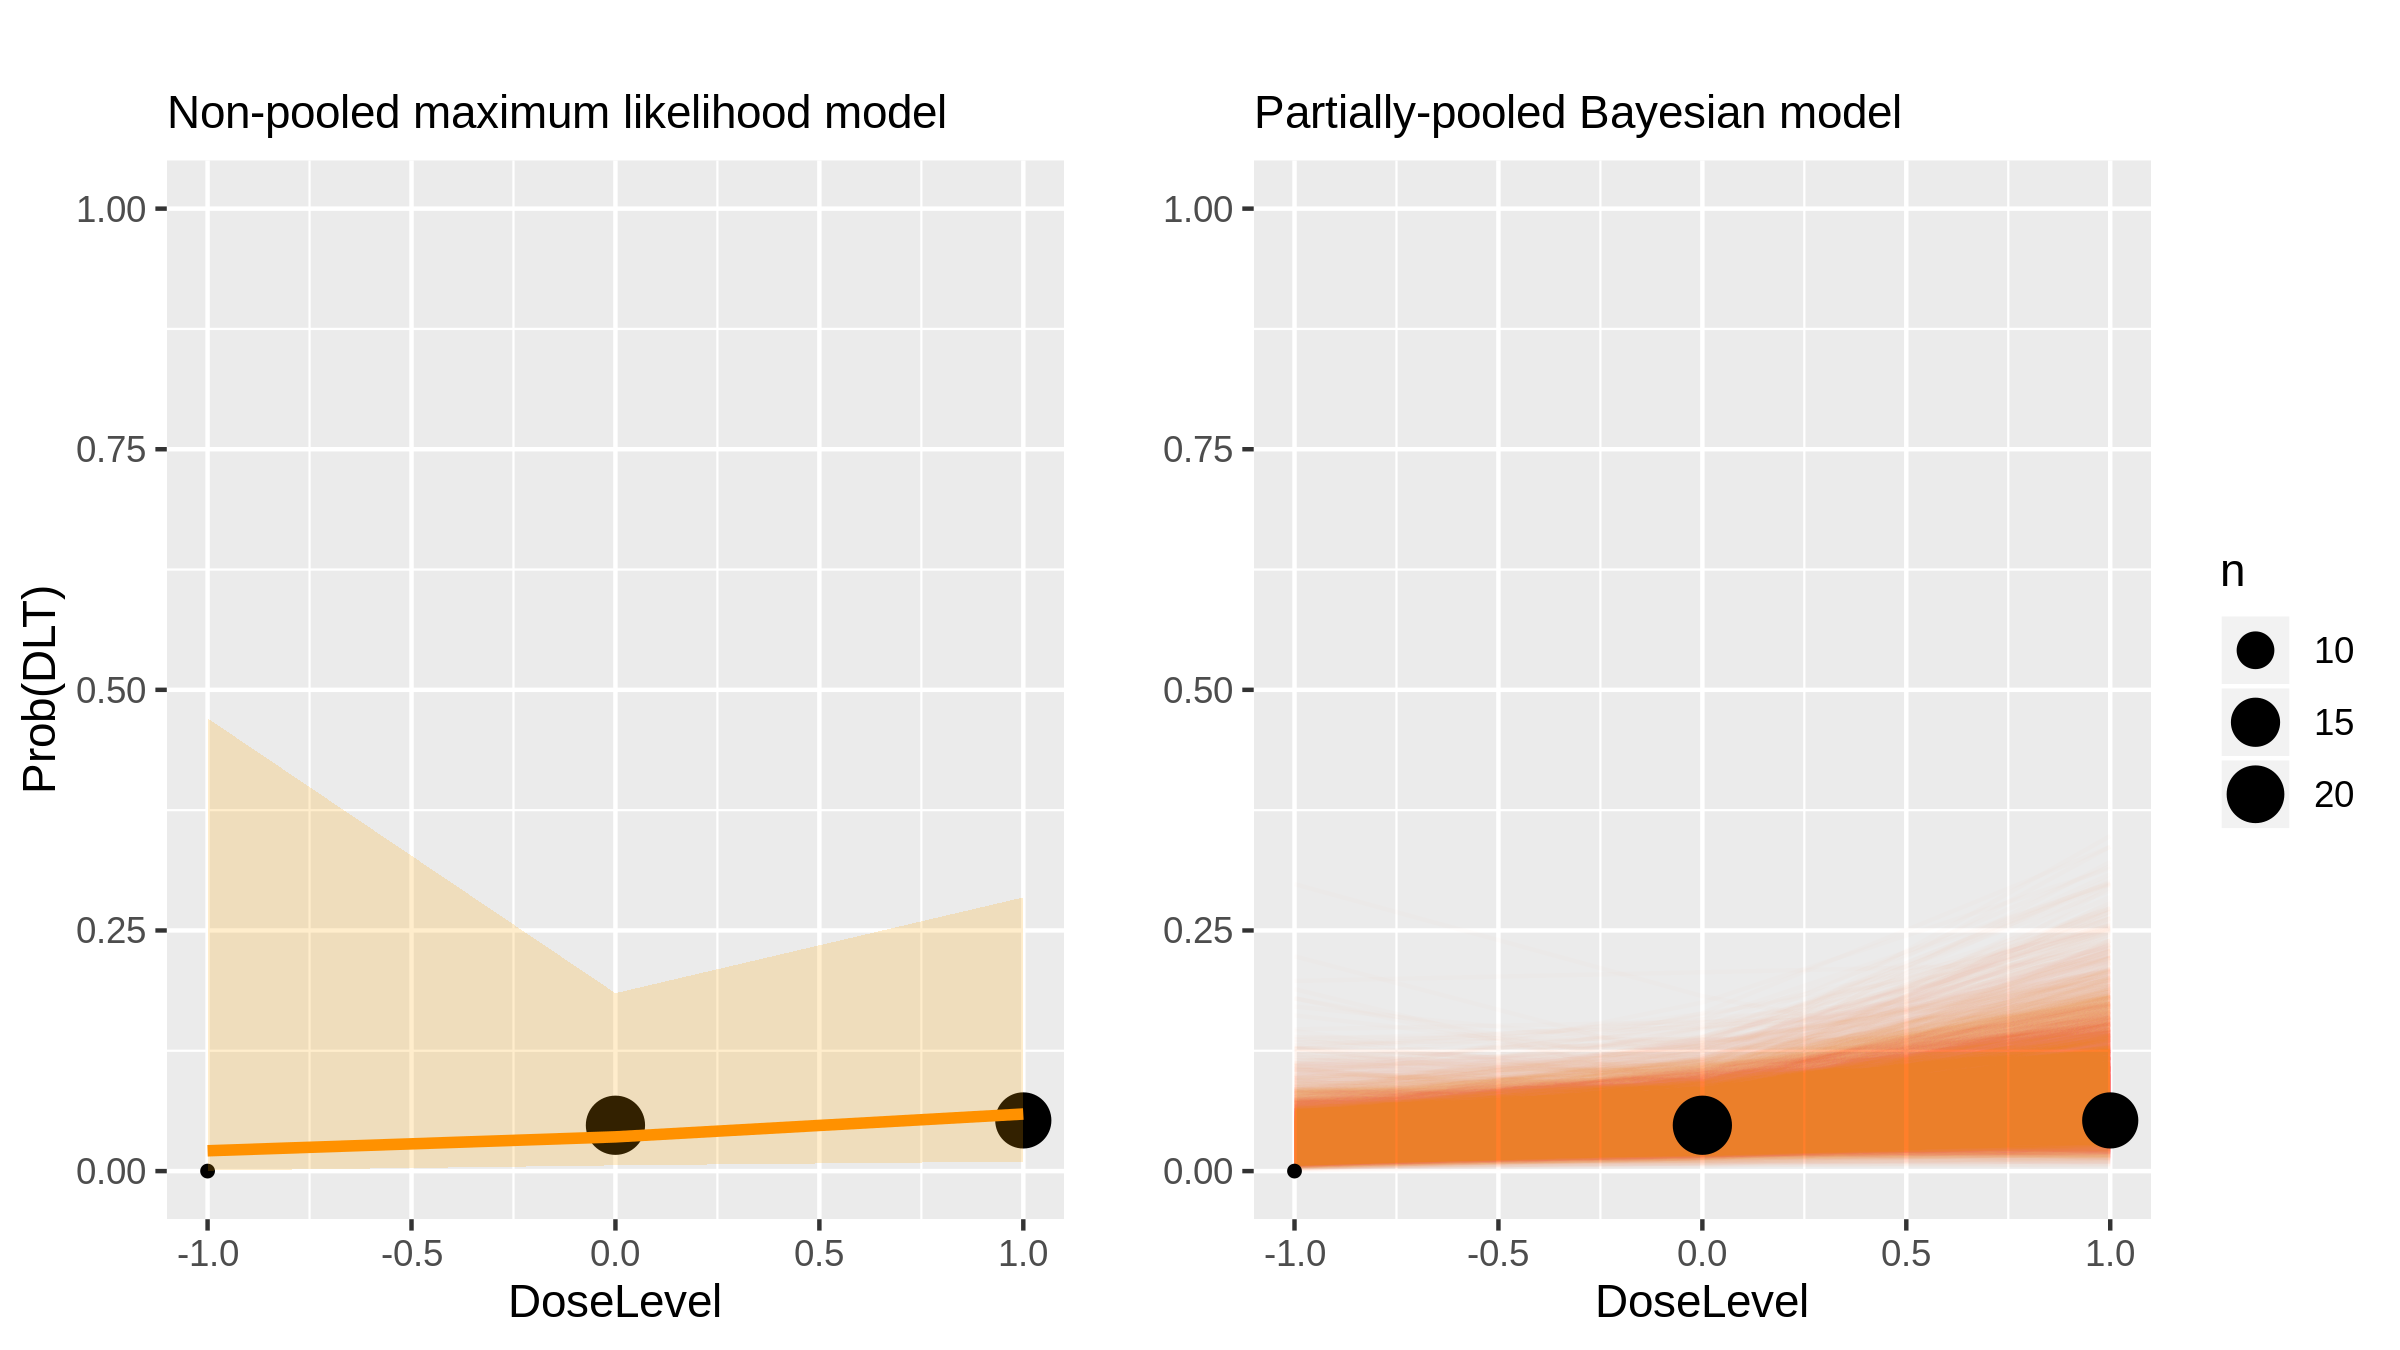 Non-pooled maximum likelihood model
Partially-pooled Bayesian model
Prob(DLT)
1.00
0.75
0.50
0.25
0.00
-1.0 -0.5 0.0 0.5 1.0
DoseLevel
1.00
0.75
0.50
0.25
0.00
-1.0 -0.5 0.0 0.5 1.0
DoseLevel
n
10
15
20